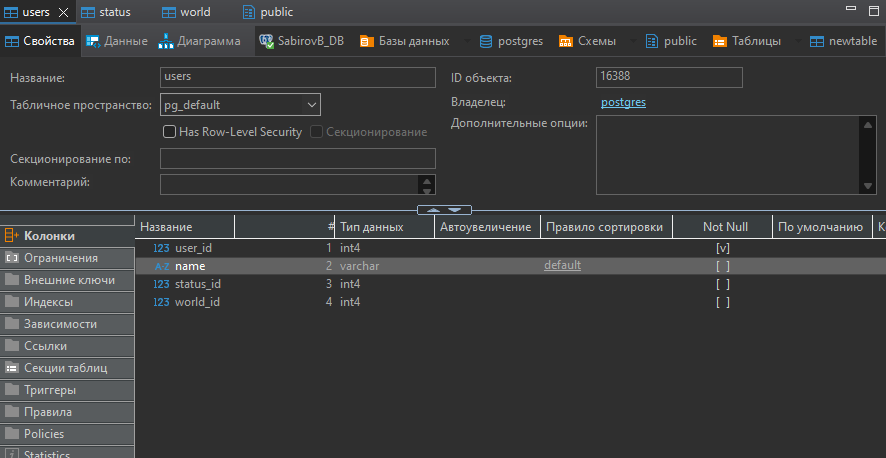 users status world public
Свойства Данные Диаграмма SabirovB_DB Базы данных postgres Схемы public Таблицы newtable
Название: users ID объекта: 16388
Табличное пространство: pg_default Владелец: postgres
Has Row-Level Security Секционирование Дополнительные опции:
Секционирование по:
Комментарий:
Название # Тип данных Автоувеличение Правило сортировки Not Null По умолчанию К
Колонки
Ограничения
Внешние ключи
Индексы
Зависимости
Ссылки
Секции таблиц
Триггеры
Правила
Policies
Statistics
123 user_id 1 int4 [v]
A-Z name 2 varchar default [ ]
123 status_id 3 int4 [ ]
123 world_id 4 int4 [ ]